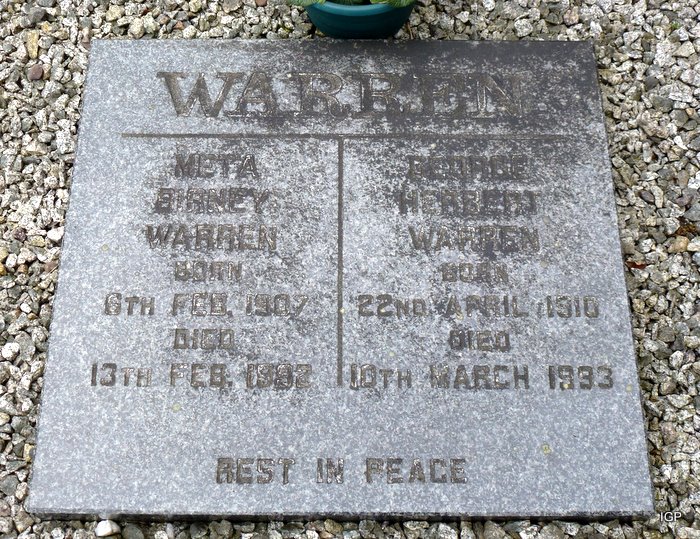 WARREN
META
BIRNEY
WARREN
BORN
6TH FEB. 1907
DIED
13TH FEB. 1992
GEORGE
HERBERT
WARREN
BORN
22ND APRIL 1910
DIED
10TH MARCH 1993
REST IN PEACE
IGP